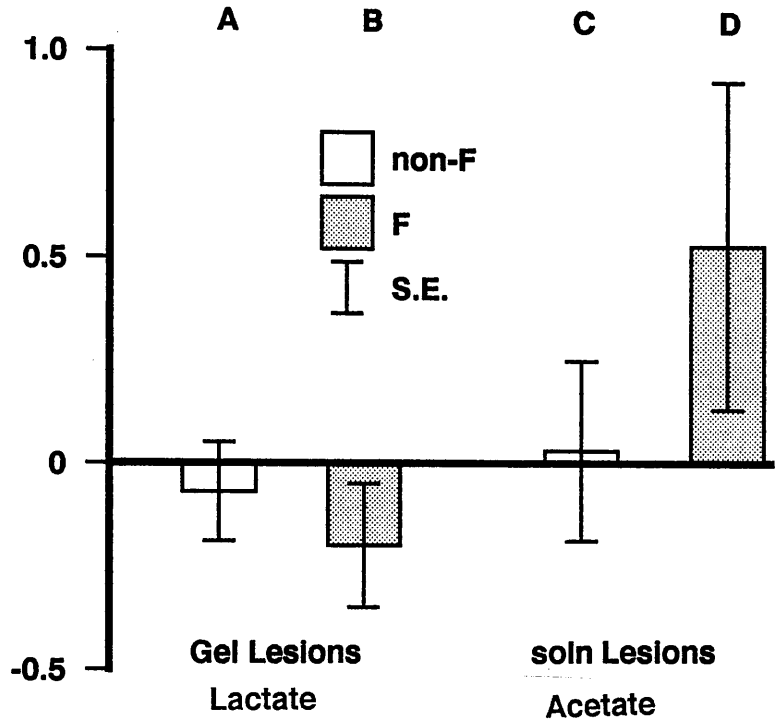 A B C D
1.0
non-F
F
0.5
S.E.
0
-0.5
Gel Lesions soln Lesions
Lactate Acetate